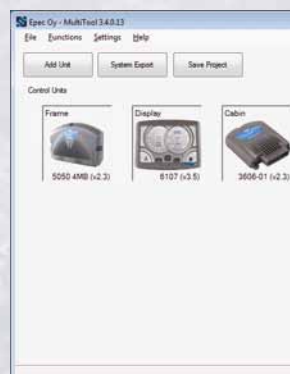 Epec Oy - MultiTool 3.4.0.13
File Functions Settings Help
Add Unit System Export Save Project
Control Units
Frame Display Cabin
5050 4MB (v2.3) 6107 (v3.5) 3606-01 (v2.3)